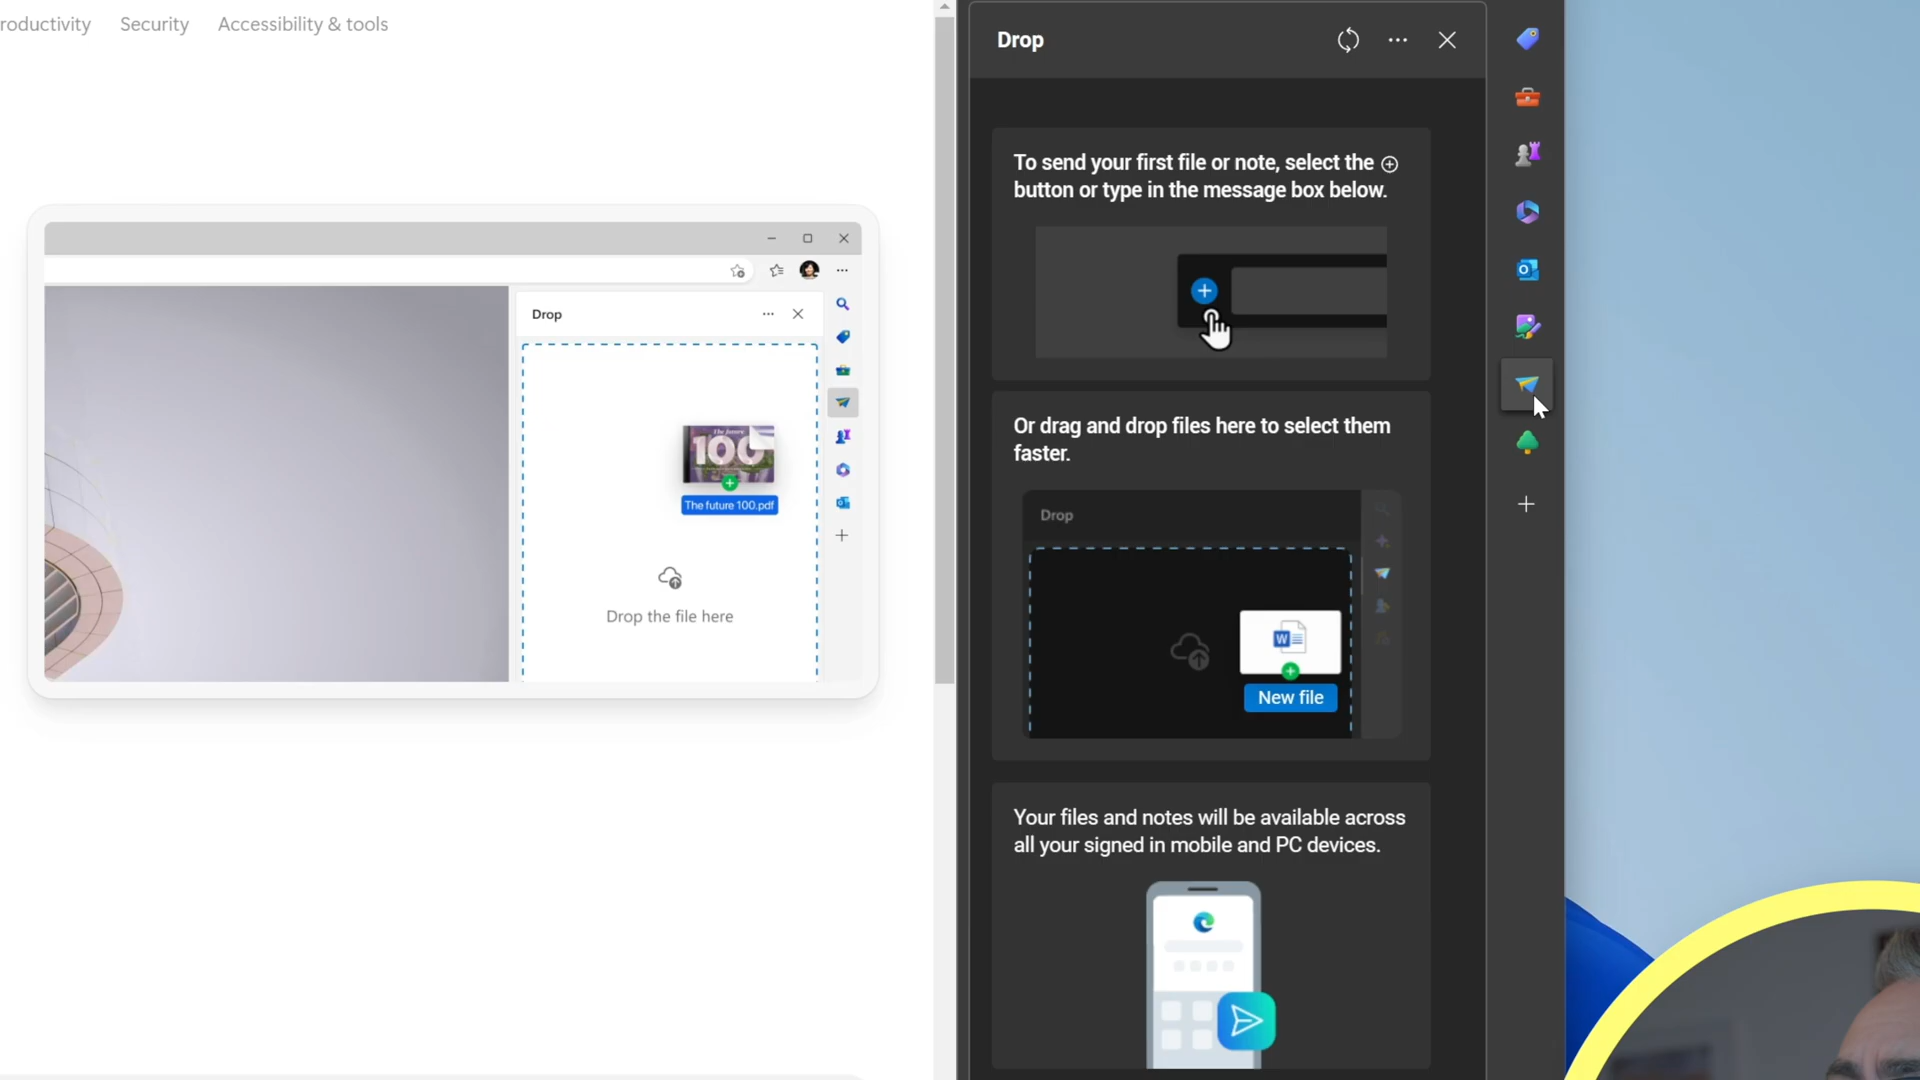 roductivity Security Accessibility & tools
Drop
The future
100
The future 100.pdf
Drop the file here
Drop
To send your first file or note, select the
button or type in the message box below.
Or drag and drop files here to select them
faster.
Drop
W
New file
Your files and notes will be available across
all your signed in mobile and PC devices.